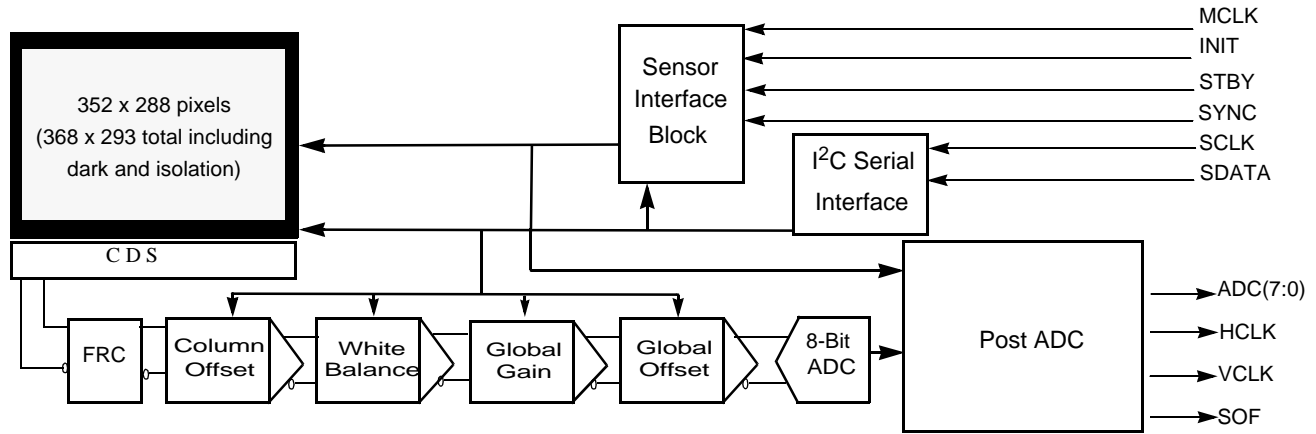 MCLK
INIT
STBY
SYNC
SCLK
SDATA
Sensor
Interface
Block
I²C Serial
Interface
352 x 288 pixels
(368 x 293 total including
dark and isolation)
CDS
FRC
Column
Offset
White
Balance
Global
Gain
Global
Offset
8-Bit
ADC
Post ADC
ADC(7:0)
HCLK
VCLK
SOF